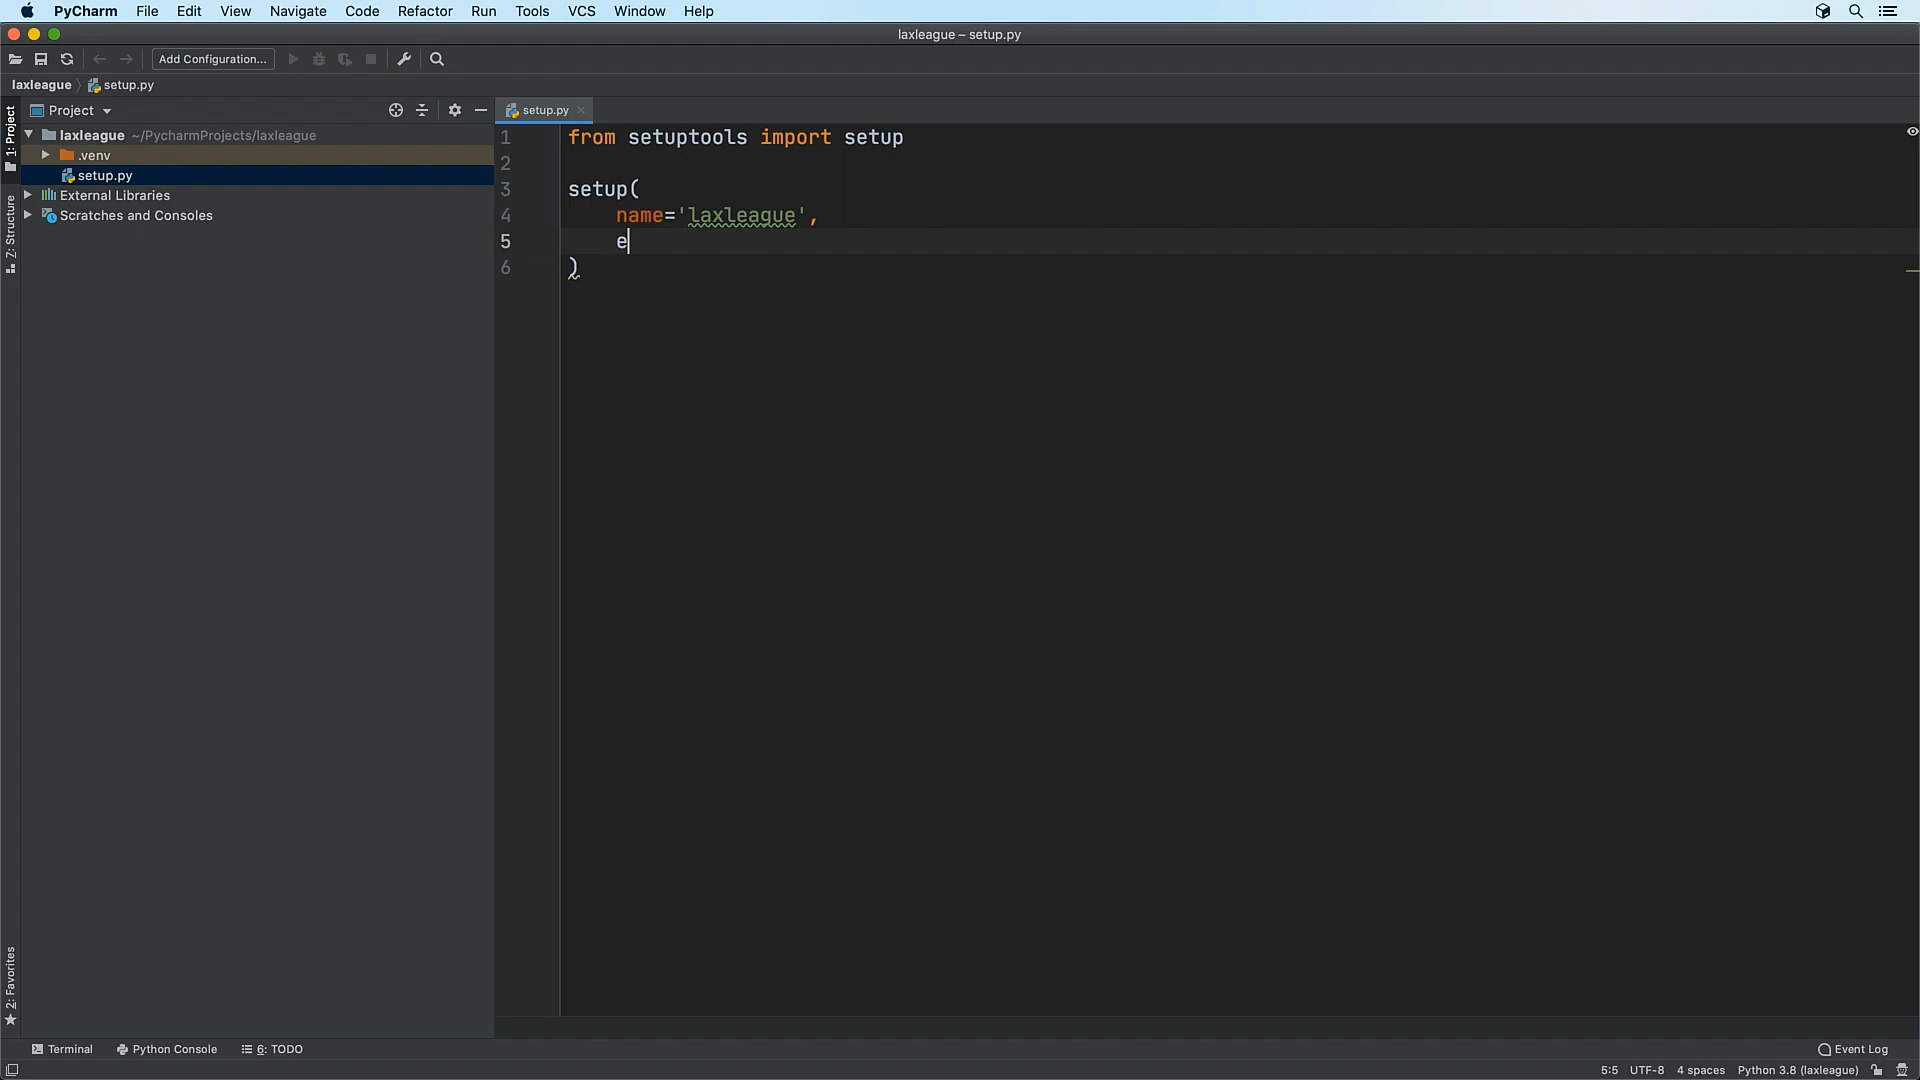 PyCharm File Edit View Navigate Code Refactor Run Tools VCS Window Help
laxleague – setup.py
Add Configuration...
laxleague setup.py
Project
setup.py
1: Project
Z: Structure
2: Favorites
laxleague ~/PycharmProjects/laxleague
.venv
setup.py
External Libraries
Scratches and Consoles
1 from setuptools import setup
2
3 setup(
4 name='laxleague',
5 e
6 )
Terminal Python Console 6: TODO Event Log
5:5 UTF-8 4 spaces Python 3.8 (laxleague)